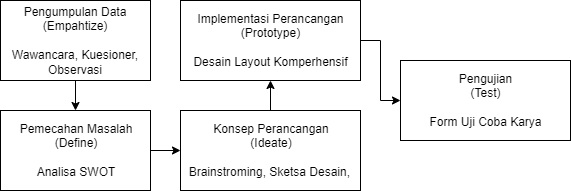 Pengumpulan Data
(Empahtize)
Wawancara, Kuesioner,
Observasi
Pemecahan Masalah
(Define)
Analisa SWOT
Konsep Perancangan
(Ideate)
Brainstroming, Sketsa Desain,
Implementasi Perancangan
(Prototype)
Desain Layout Komperhensif
Pengujian
(Test)
Form Uji Coba Karya